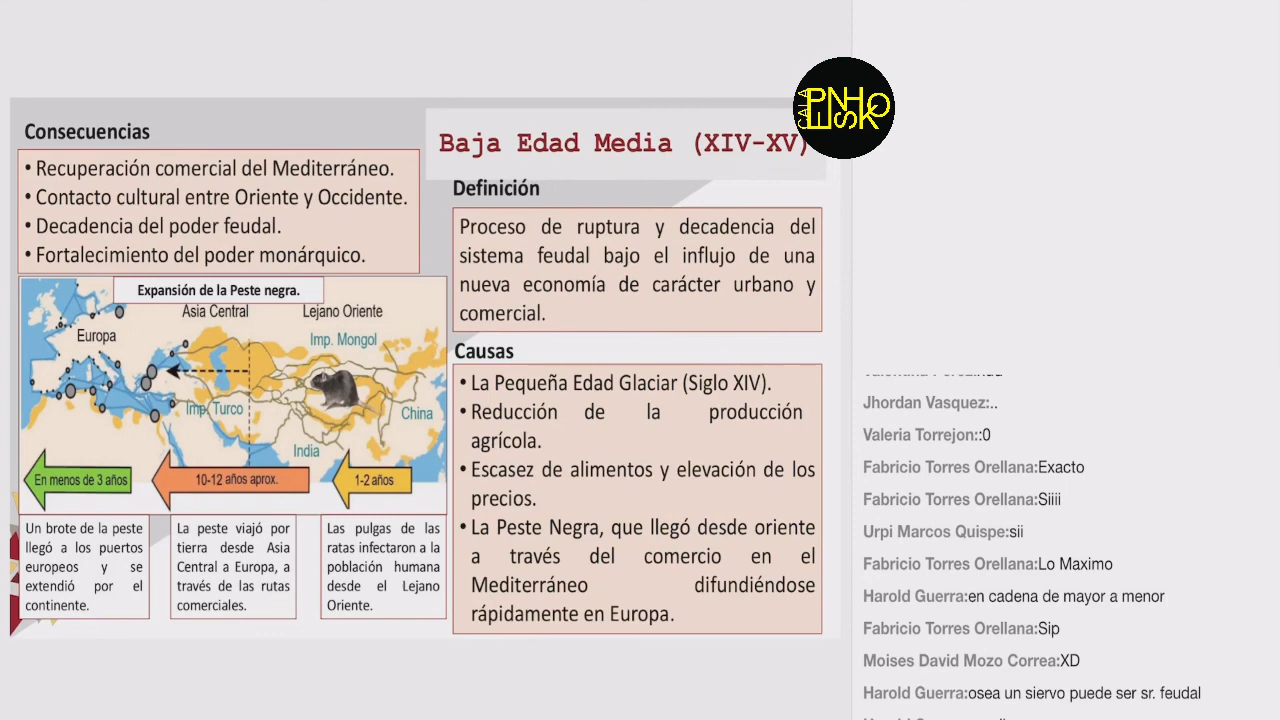 Consecuencias
• Recuperación comercial del Mediterráneo.
• Contacto cultural entre Oriente y Occidente.
• Decadencia del poder feudal.
• Fortalecimiento del poder monárquico.
Expansión de la Peste negra.
Asia Central
Lejano Oriente
Europa
Imp. Mongol
Imp. Turco
China
India
En menos de 3 años
10-12 años aprox.
1-2 años
Un brote de la peste
llegó a los puertos
europeos y se
extendió por el
continente.
La peste viajó por
tierra desde Asia
Central a Europa, a
través de las rutas
comerciales.
Las pulgas de las
ratas infectaron a la
población humana
desde el Lejano
Oriente.
Baja Edad Media (XIV-XV)
Definición
Proceso de ruptura y decadencia del
sistema feudal bajo el influjo de una
nueva economía de carácter urbano y
comercial.
Causas
• La Pequeña Edad Glaciar (Siglo XIV).
• Reducción de la producción
agrícola.
• Escasez de alimentos y elevación de los
precios.
• La Peste Negra, que llegó desde oriente
a través del comercio en el
Mediterráneo difundiéndose
rápidamente en Europa.
Jhordan Vasquez:..
Valeria Torrejon::0
Fabricio Torres Orellana:Exacto
Fabricio Torres Orellana:Siiii
Urpi Marcos Quispe:sii
Fabricio Torres Orellana:Lo Maximo
Harold Guerra:en cadena de mayor a menor
Fabricio Torres Orellana:Sip
Moises David Mozo Correa:XD
Harold Guerra:osea un siervo puede ser sr. feudal